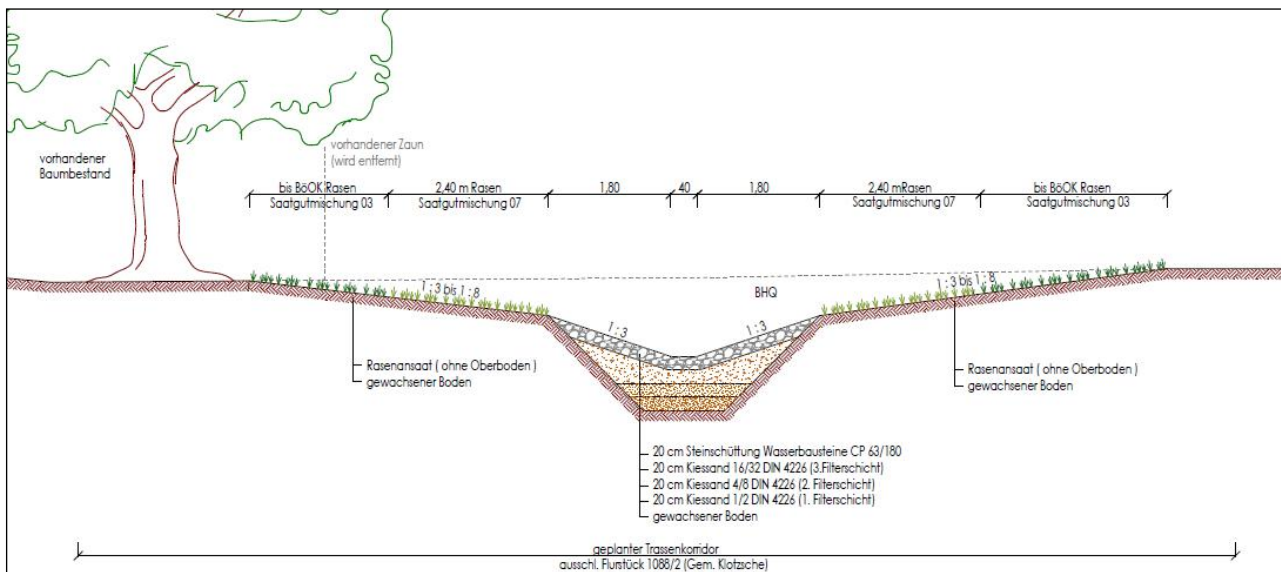 vorhandener
Baumbestand
vorhandener Zaun
(wird entfernt)
bis BöOK Rasen
Saatgutmischung 03
2,40 m Rasen
Saatgutmischung 07
1,80
40
1,80
2,40 mRasen
Saatgutmischung 07
bis BöOK Rasen
Saatgutmischung 03
1 : 3 bis 1 : 8
BHQ
1 : 3 bis 1 : 8
1 : 3
1 : 3
Rasenansaat ( ohne Oberboden )
gewachsener Boden
Rasenansaat ( ohne Oberboden )
gewachsener Boden
20 cm Steinschüttung Wasserbausteine CP 63/180
20 cm Kiessand 16/32 DIN 4226 (3.Filterschicht)
20 cm Kiessand 4/8 DIN 4226 (2. Filterschicht)
20 cm Kiessand 1/2 DIN 4226 (1. Filterschicht)
gewachsener Boden
geplanter Trassenkorridor
ausschl. Flurstück 1088/2 (Gem. Klotzsche)